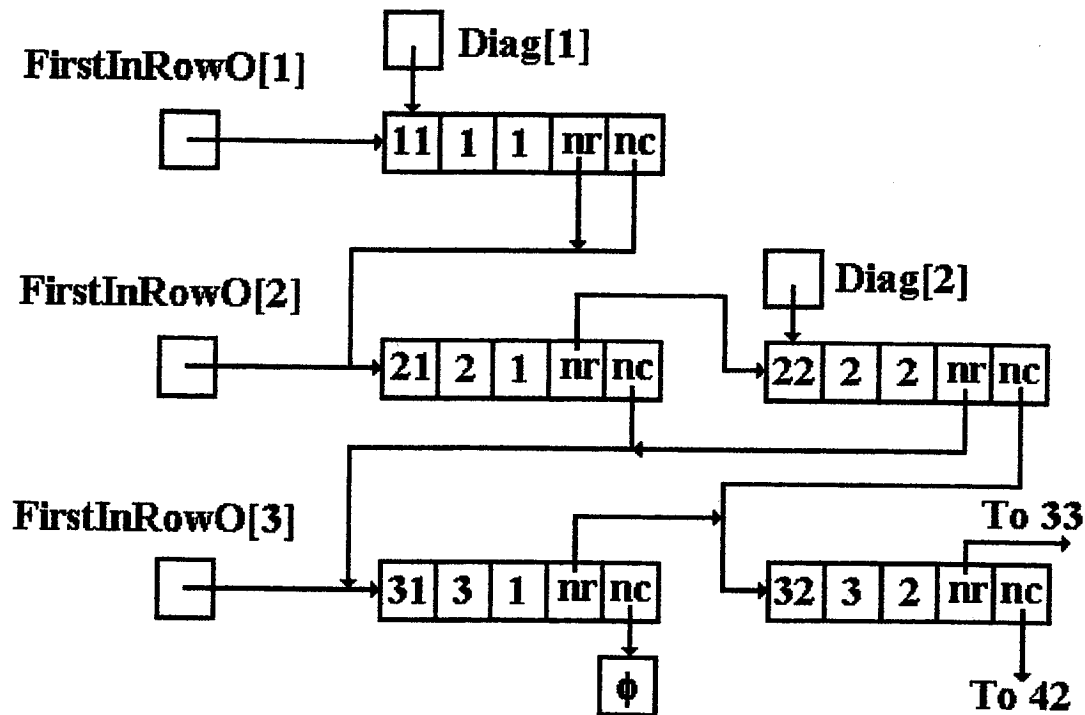 Diag[1]
FirstInRowO[1]
11 1 1 nr nc
FirstInRowO[2]
Diag[2]
21 2 1 nr nc
22 2 2 nr nc
FirstInRowO[3]
To 33
31 3 1 nr nc
32 3 2 nr nc
ϕ
To 42